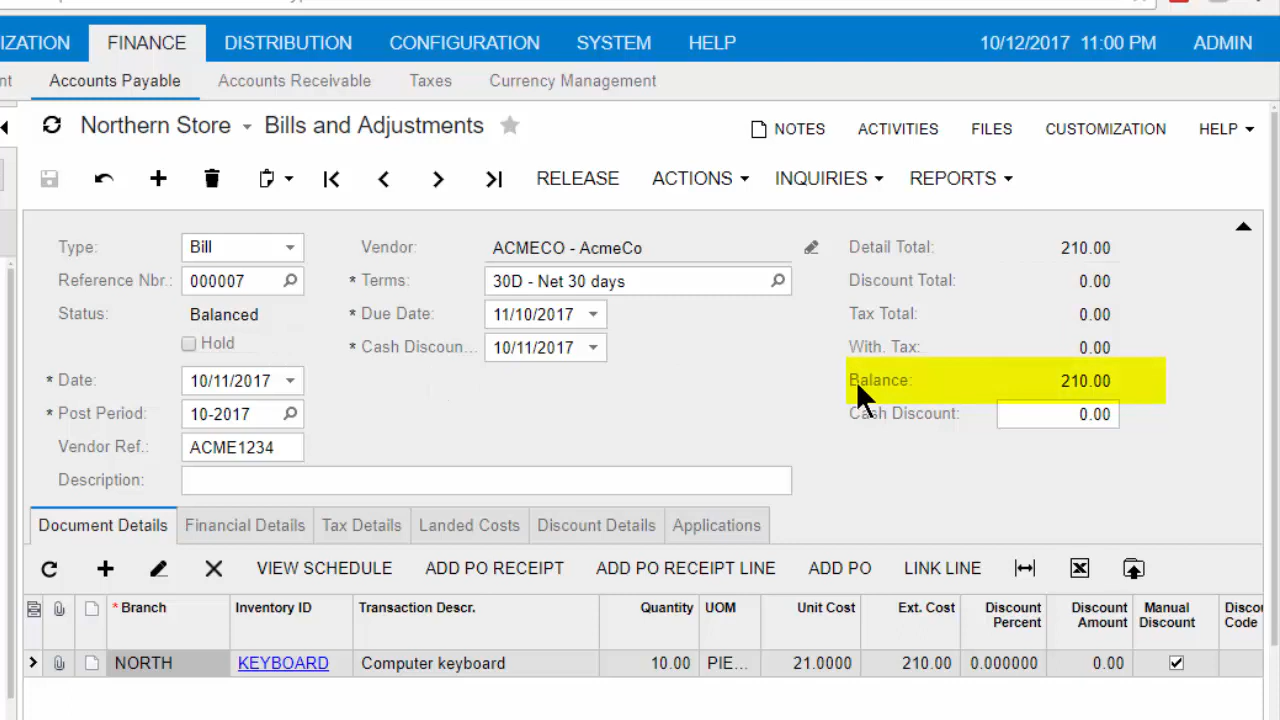 IZATION FINANCE DISTRIBUTION CONFIGURATION SYSTEM HELP 10/12/2017 11:00 PM ADMIN
nt Accounts Payable Accounts Receivable Taxes Currency Management
Northern Store Bills and Adjustments NOTES ACTIVITIES FILES CUSTOMIZATION HELP
RELEASE ACTIONS INQUIRIES REPORTS
Type: Bill Vendor: ACMECO - AcmeCo Detail Total: 210.00
Reference Nbr.: 000007 * Terms: 30D - Net 30 days Discount Total: 0.00
Status: Balanced * Due Date: 11/10/2017 Tax Total: 0.00
Hold * Cash Discoun... 10/11/2017 With. Tax: 0.00
* Date: 10/11/2017 Balance: 210.00
* Post Period: 10-2017 Cash Discount: 0.00
Vendor Ref.: ACME1234
Description:
Document Details Financial Details Tax Details Landed Costs Discount Details Applications
VIEW SCHEDULE ADD PO RECEIPT ADD PO RECEIPT LINE ADD PO LINK LINE
* Branch Inventory ID Transaction Descr. Quantity UOM Unit Cost Ext. Cost Discount Discount Manual Discou
Percent Amount Discount Code
NORTH KEYBOARD Computer keyboard 10.00 PIE... 21.0000 210.00 0.000000 0.00